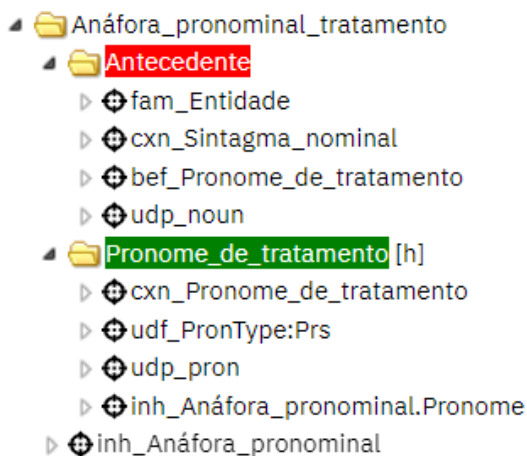 Anáfora_pronominal_tratamento
Antecedente
fam_Entidade
cxn_Sintagma_nominal
bef_Pronome_de_tratamento
udp_noun
Pronome_de_tratamento [h]
cxn_Pronome_de_tratamento
udf_PronType:Prs
udp_pron
inh_Anáfora_pronominal.Pronome
inh_Anáfora_pronominal